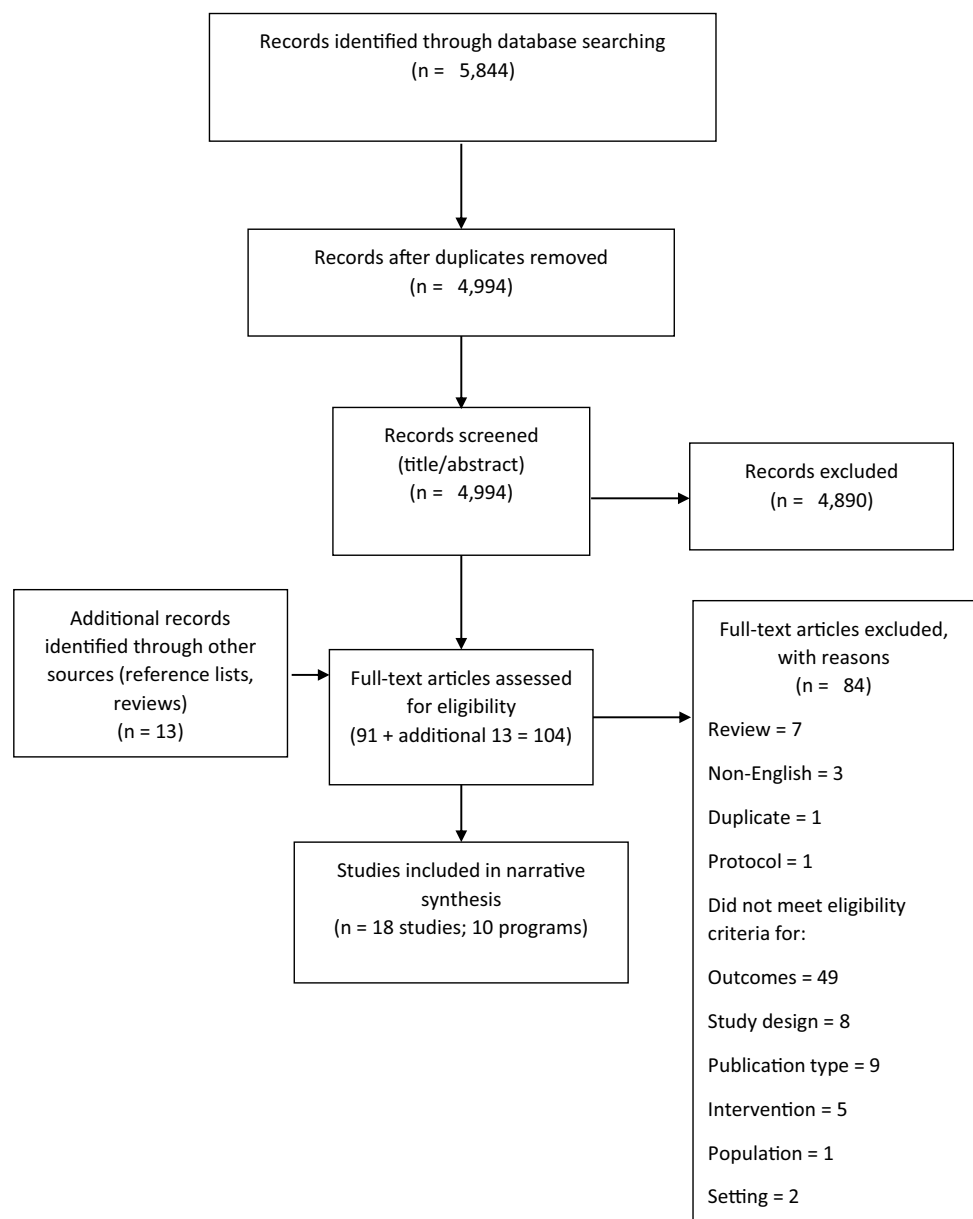 Records identified through database searching
(n = 5,844)
Records after duplicates removed
(n = 4,994)
Records screened
(title/abstract)
(n = 4,994)
Records excluded
(n = 4,890)
Additional records
identified through other
sources (reference lists,
reviews)
(n = 13)
Full-text articles assessed
for eligibility
(91 + additional 13 = 104)
Full-text articles excluded,
with reasons
(n = 84)
Review = 7
Non-English = 3
Duplicate = 1
Protocol = 1
Did not meet eligibility
criteria for:
Outcomes = 49
Study design = 8
Publication type = 9
Intervention = 5
Population = 1
Setting = 2
Studies included in narrative
synthesis
(n = 18 studies; 10 programs)